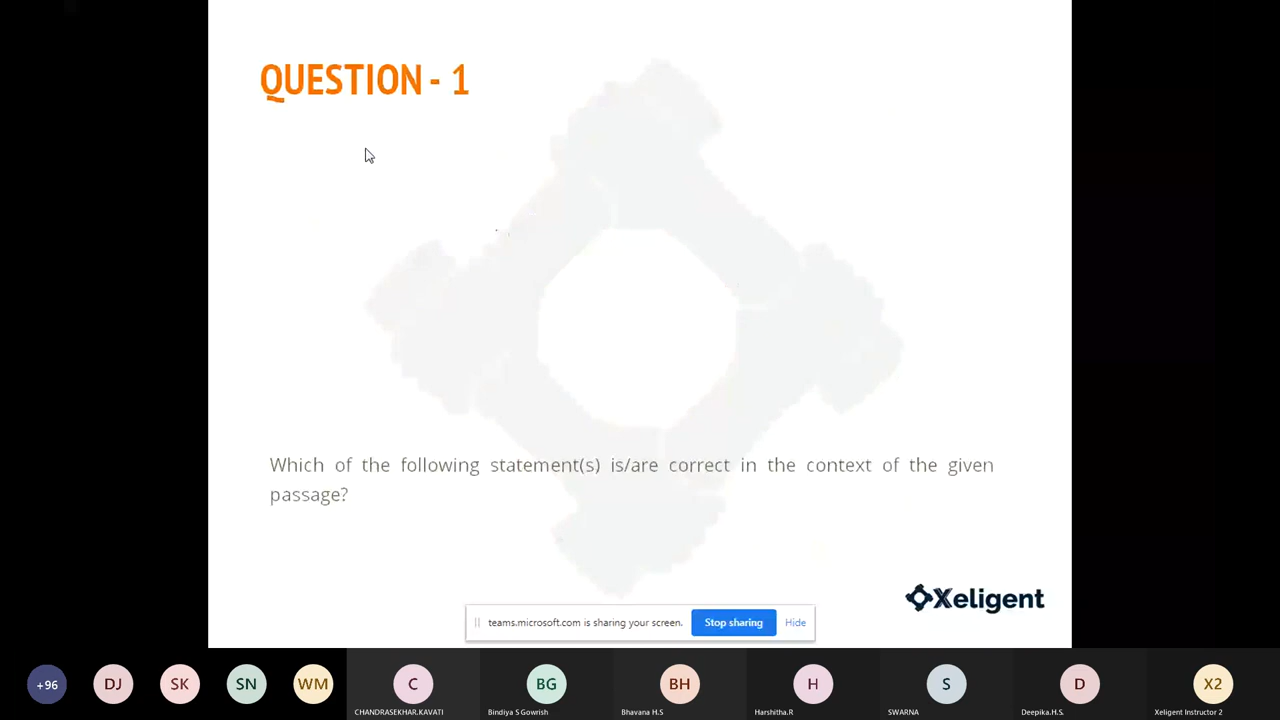 QUESTION - 1
Which of the following statement(s) is/are correct in the context of the given
passage?
Xeligent
teams.microsoft.com is sharing your screen.
Stop sharing
Hide
+96
DJ
SK
SN
WM
C
BG
BH
H
S
D
X2
CHANDRASEKHAR.KAVATI
Bindiya S Gowrish
Bhavana H.S
Harshitha.R
SWARNA
Deepika.H.S.
Xeligent Instructor 2